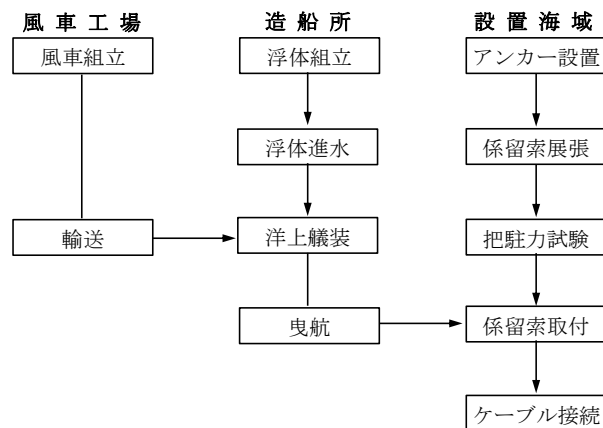 風車工場
造船所
設置海域
風車組立
浮体組立
アンカー設置
浮体進水
係留索展張
輸送
洋上艤装
把駐力試験
曳航
係留索取付
ケーブル接続